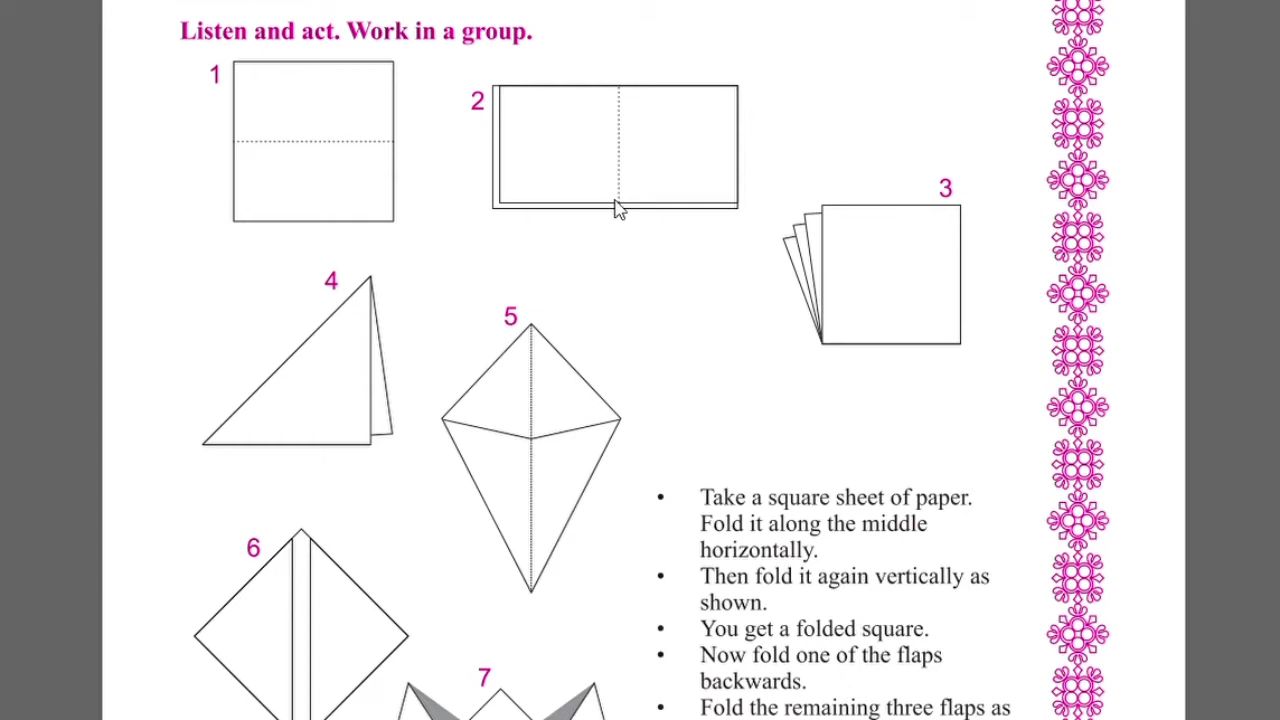 Listen and act. Work in a group.
1
2
3
4
5
6
7
• Take a square sheet of paper.
Fold it along the middle
horizontally.
• Then fold it again vertically as
shown.
• You get a folded square.
• Now fold one of the flaps
backwards.
• Fold the remaining three flaps as